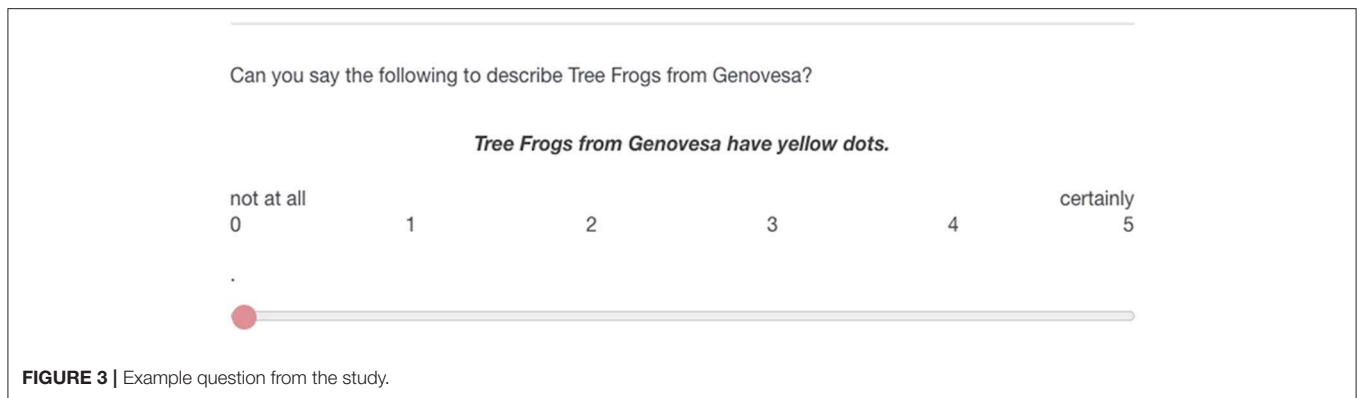 Can you say the following to describe Tree Frogs from Genovesa?
Tree Frogs from Genovesa have yellow dots.
not at all certainly
0 1 2 3 4 5
.
FIGURE 3 | Example question from the study.